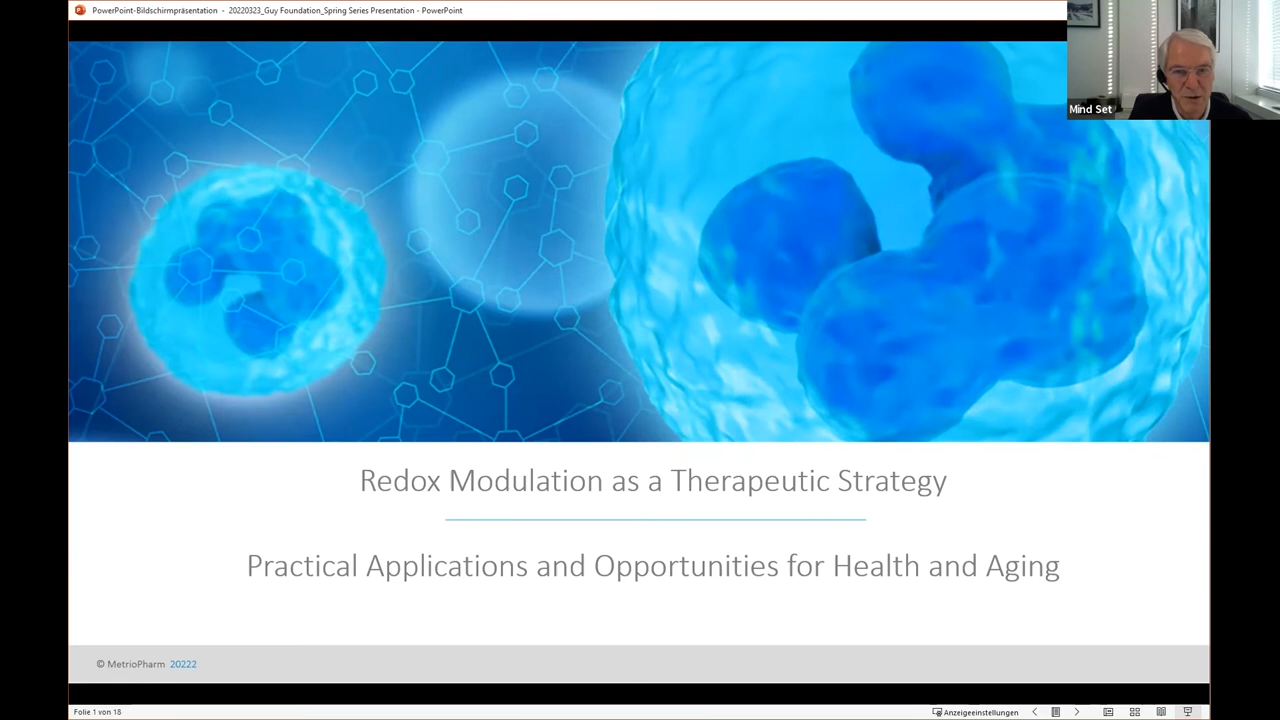 PowerPoint-Bildschirmpräsentation - 20220323_Guy Foundation_Spring Series Presentation - PowerPoint
Mind Set
Redox Modulation as a Therapeutic Strategy
Practical Applications and Opportunities for Health and Aging
© MetrioPharm 20222
Folie 1 von 18
Anzeigeeinstellungen